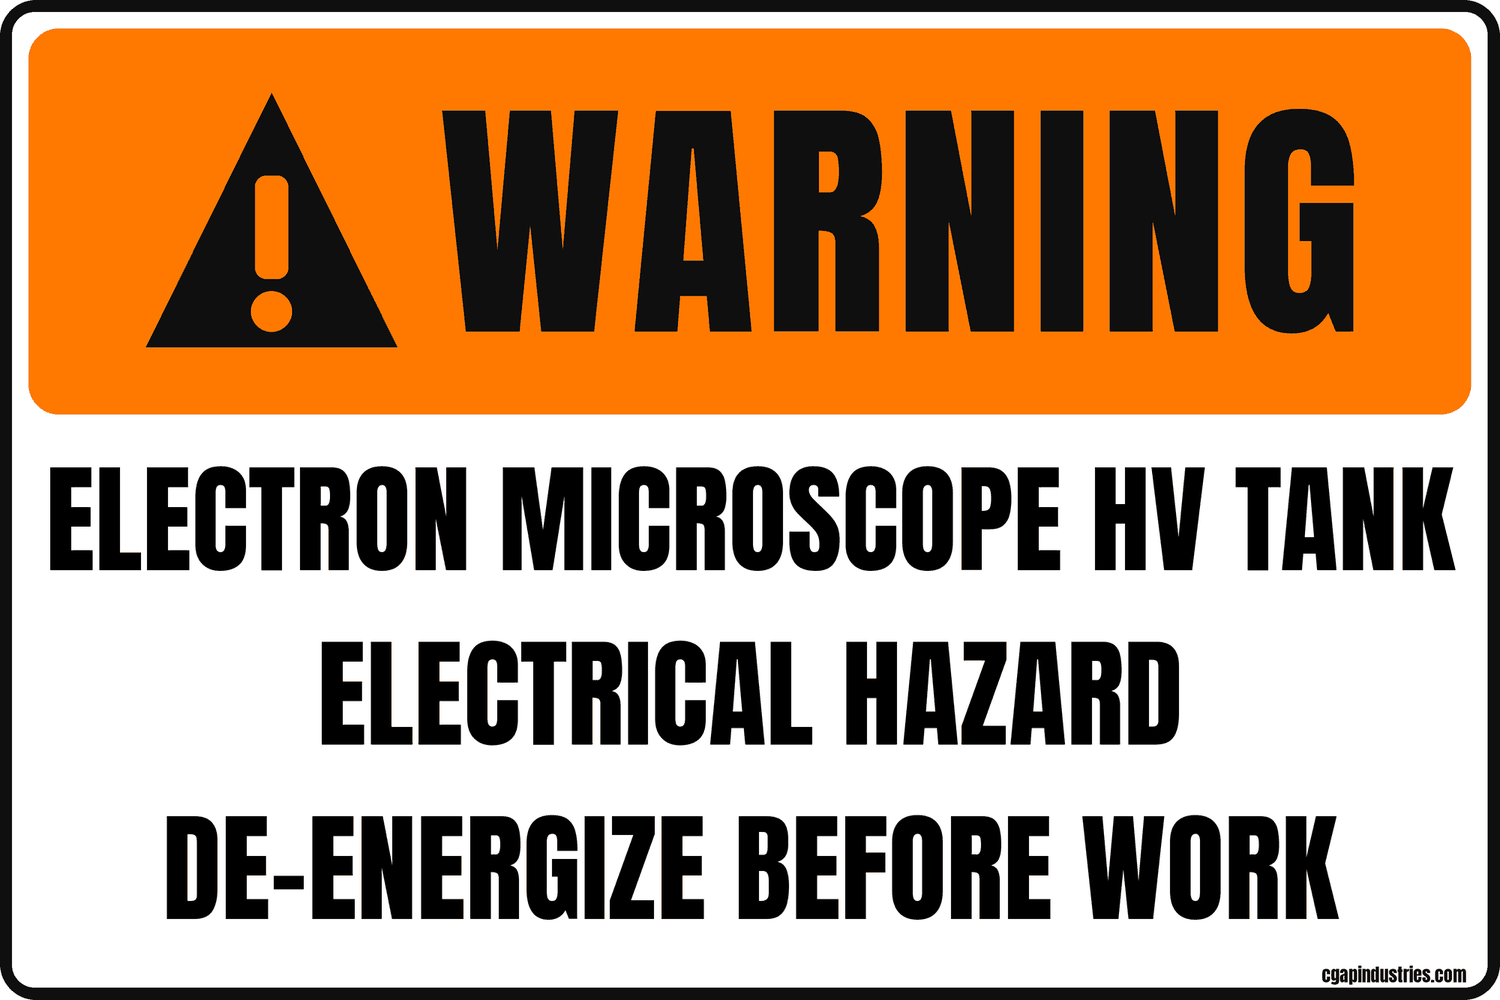 WARNING
ELECTRON MICROSCOPE HV TANK
ELECTRICAL HAZARD
DE-ENERGIZE BEFORE WORK
cgapindustries.com